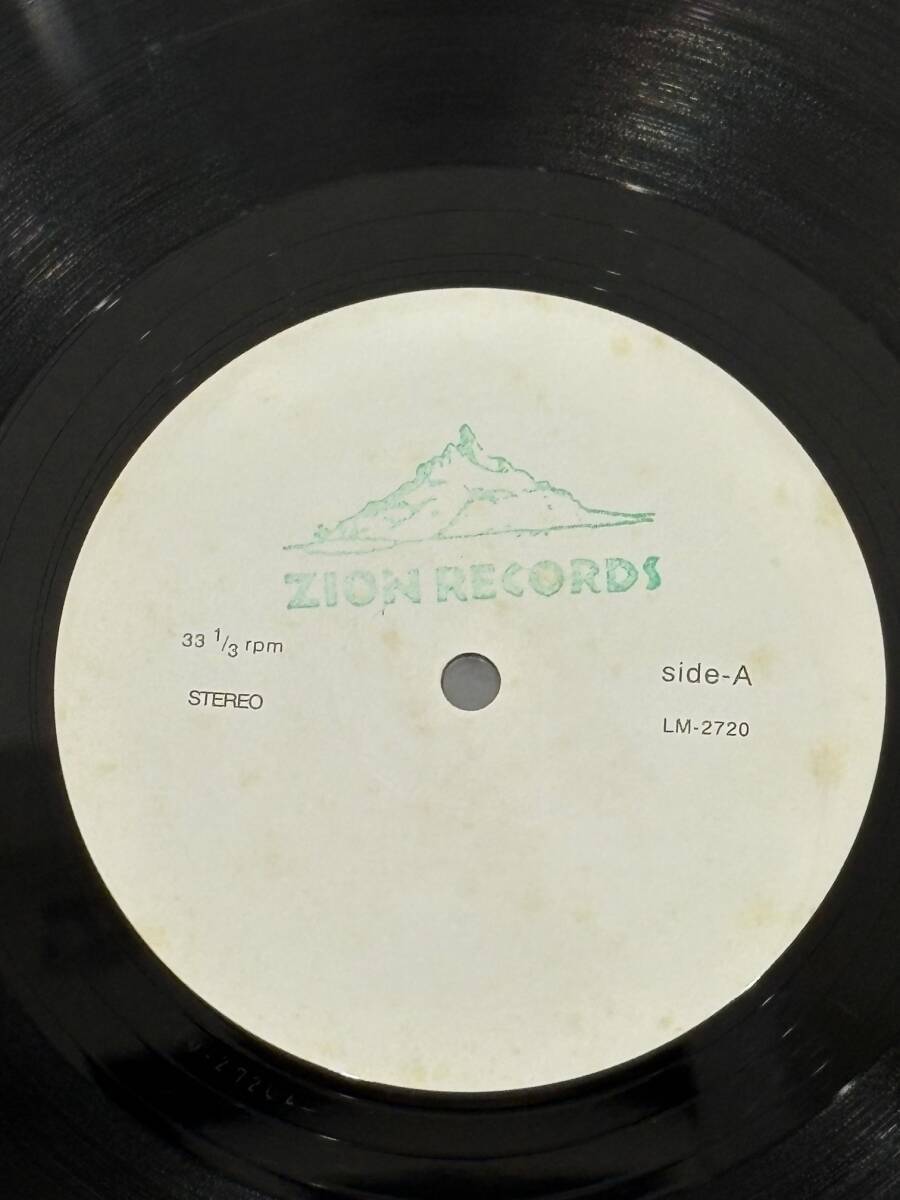 ZION RECORDS
33 1/3 rpm
side-A
STEREO
LM-2720